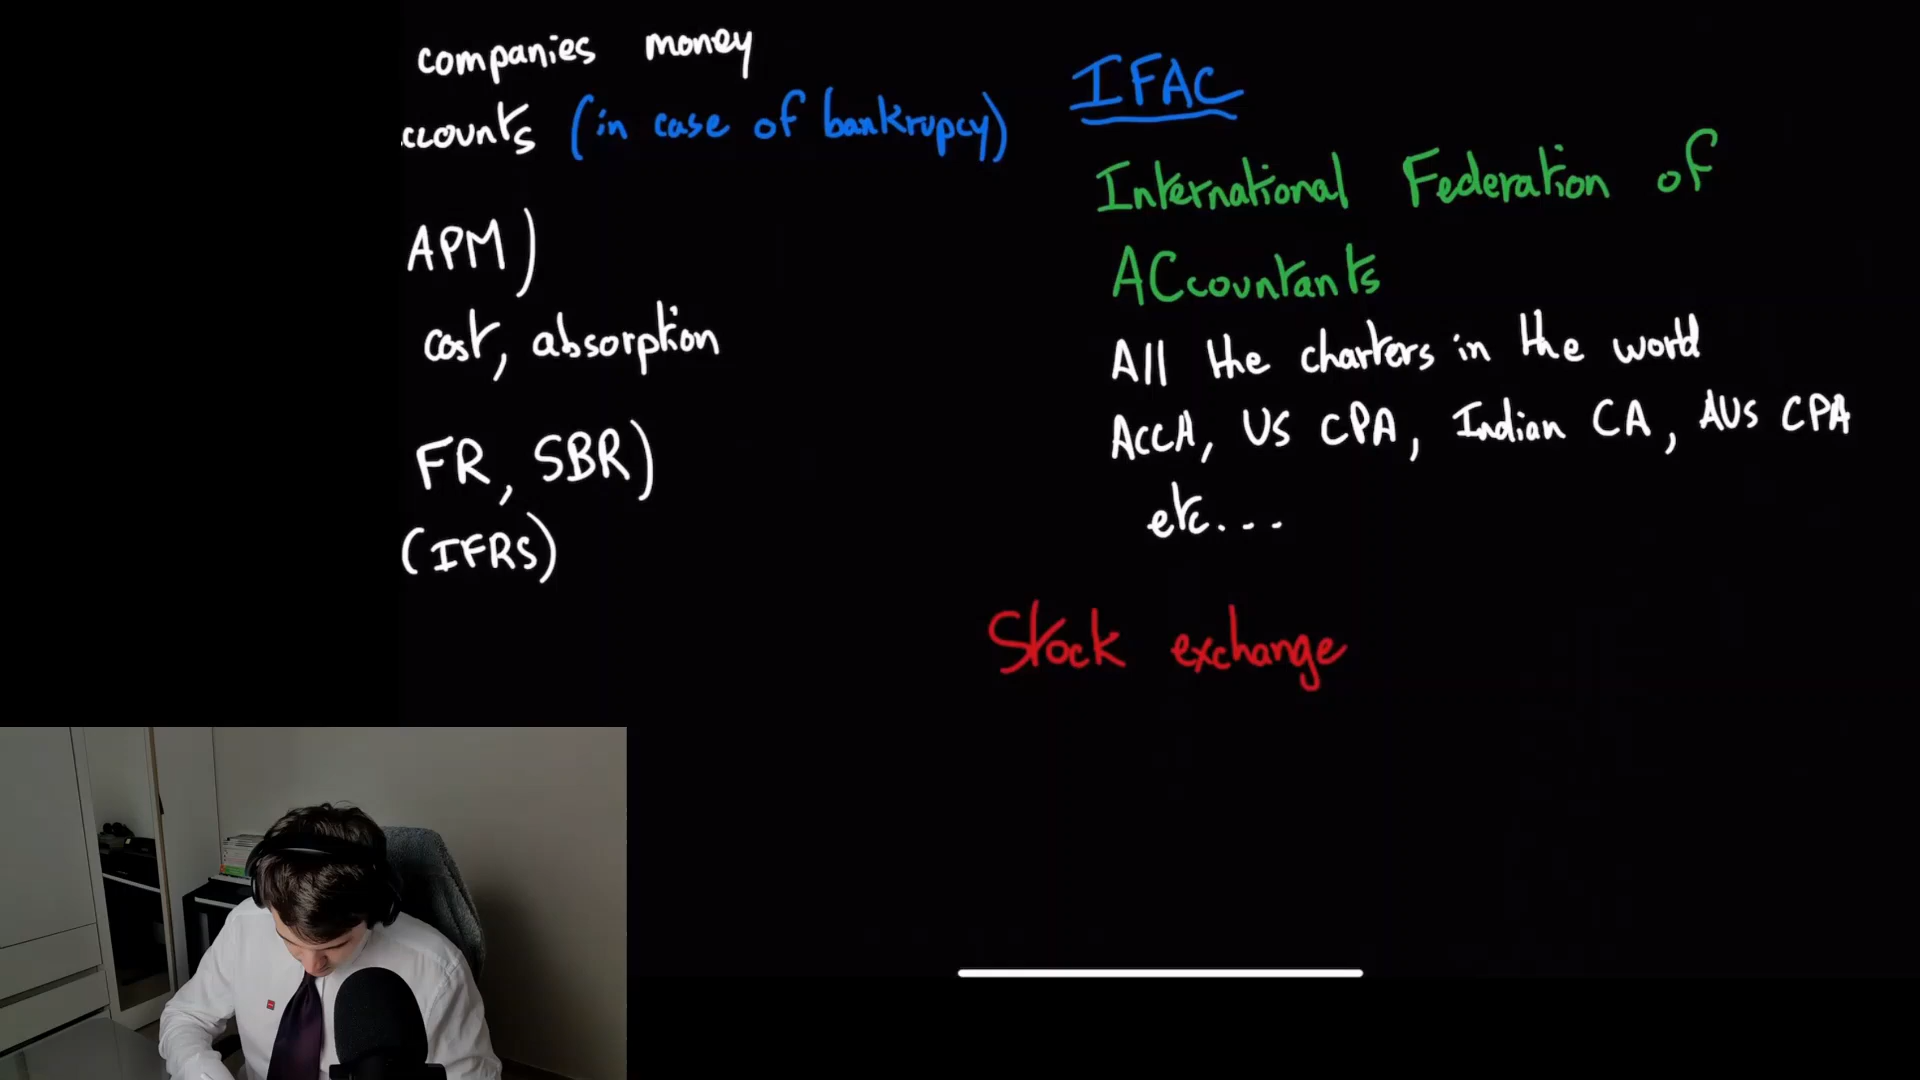 companies money
ccounts (in case of bankrupcy)
APM)
cost, absorption
FR, SBR)
(IFRS)
IFAC
International Federation of
ACcountants
All the charters in the world
ACCA, US CPA, Indian CA, AUS CPA
etc...
Stock exchange